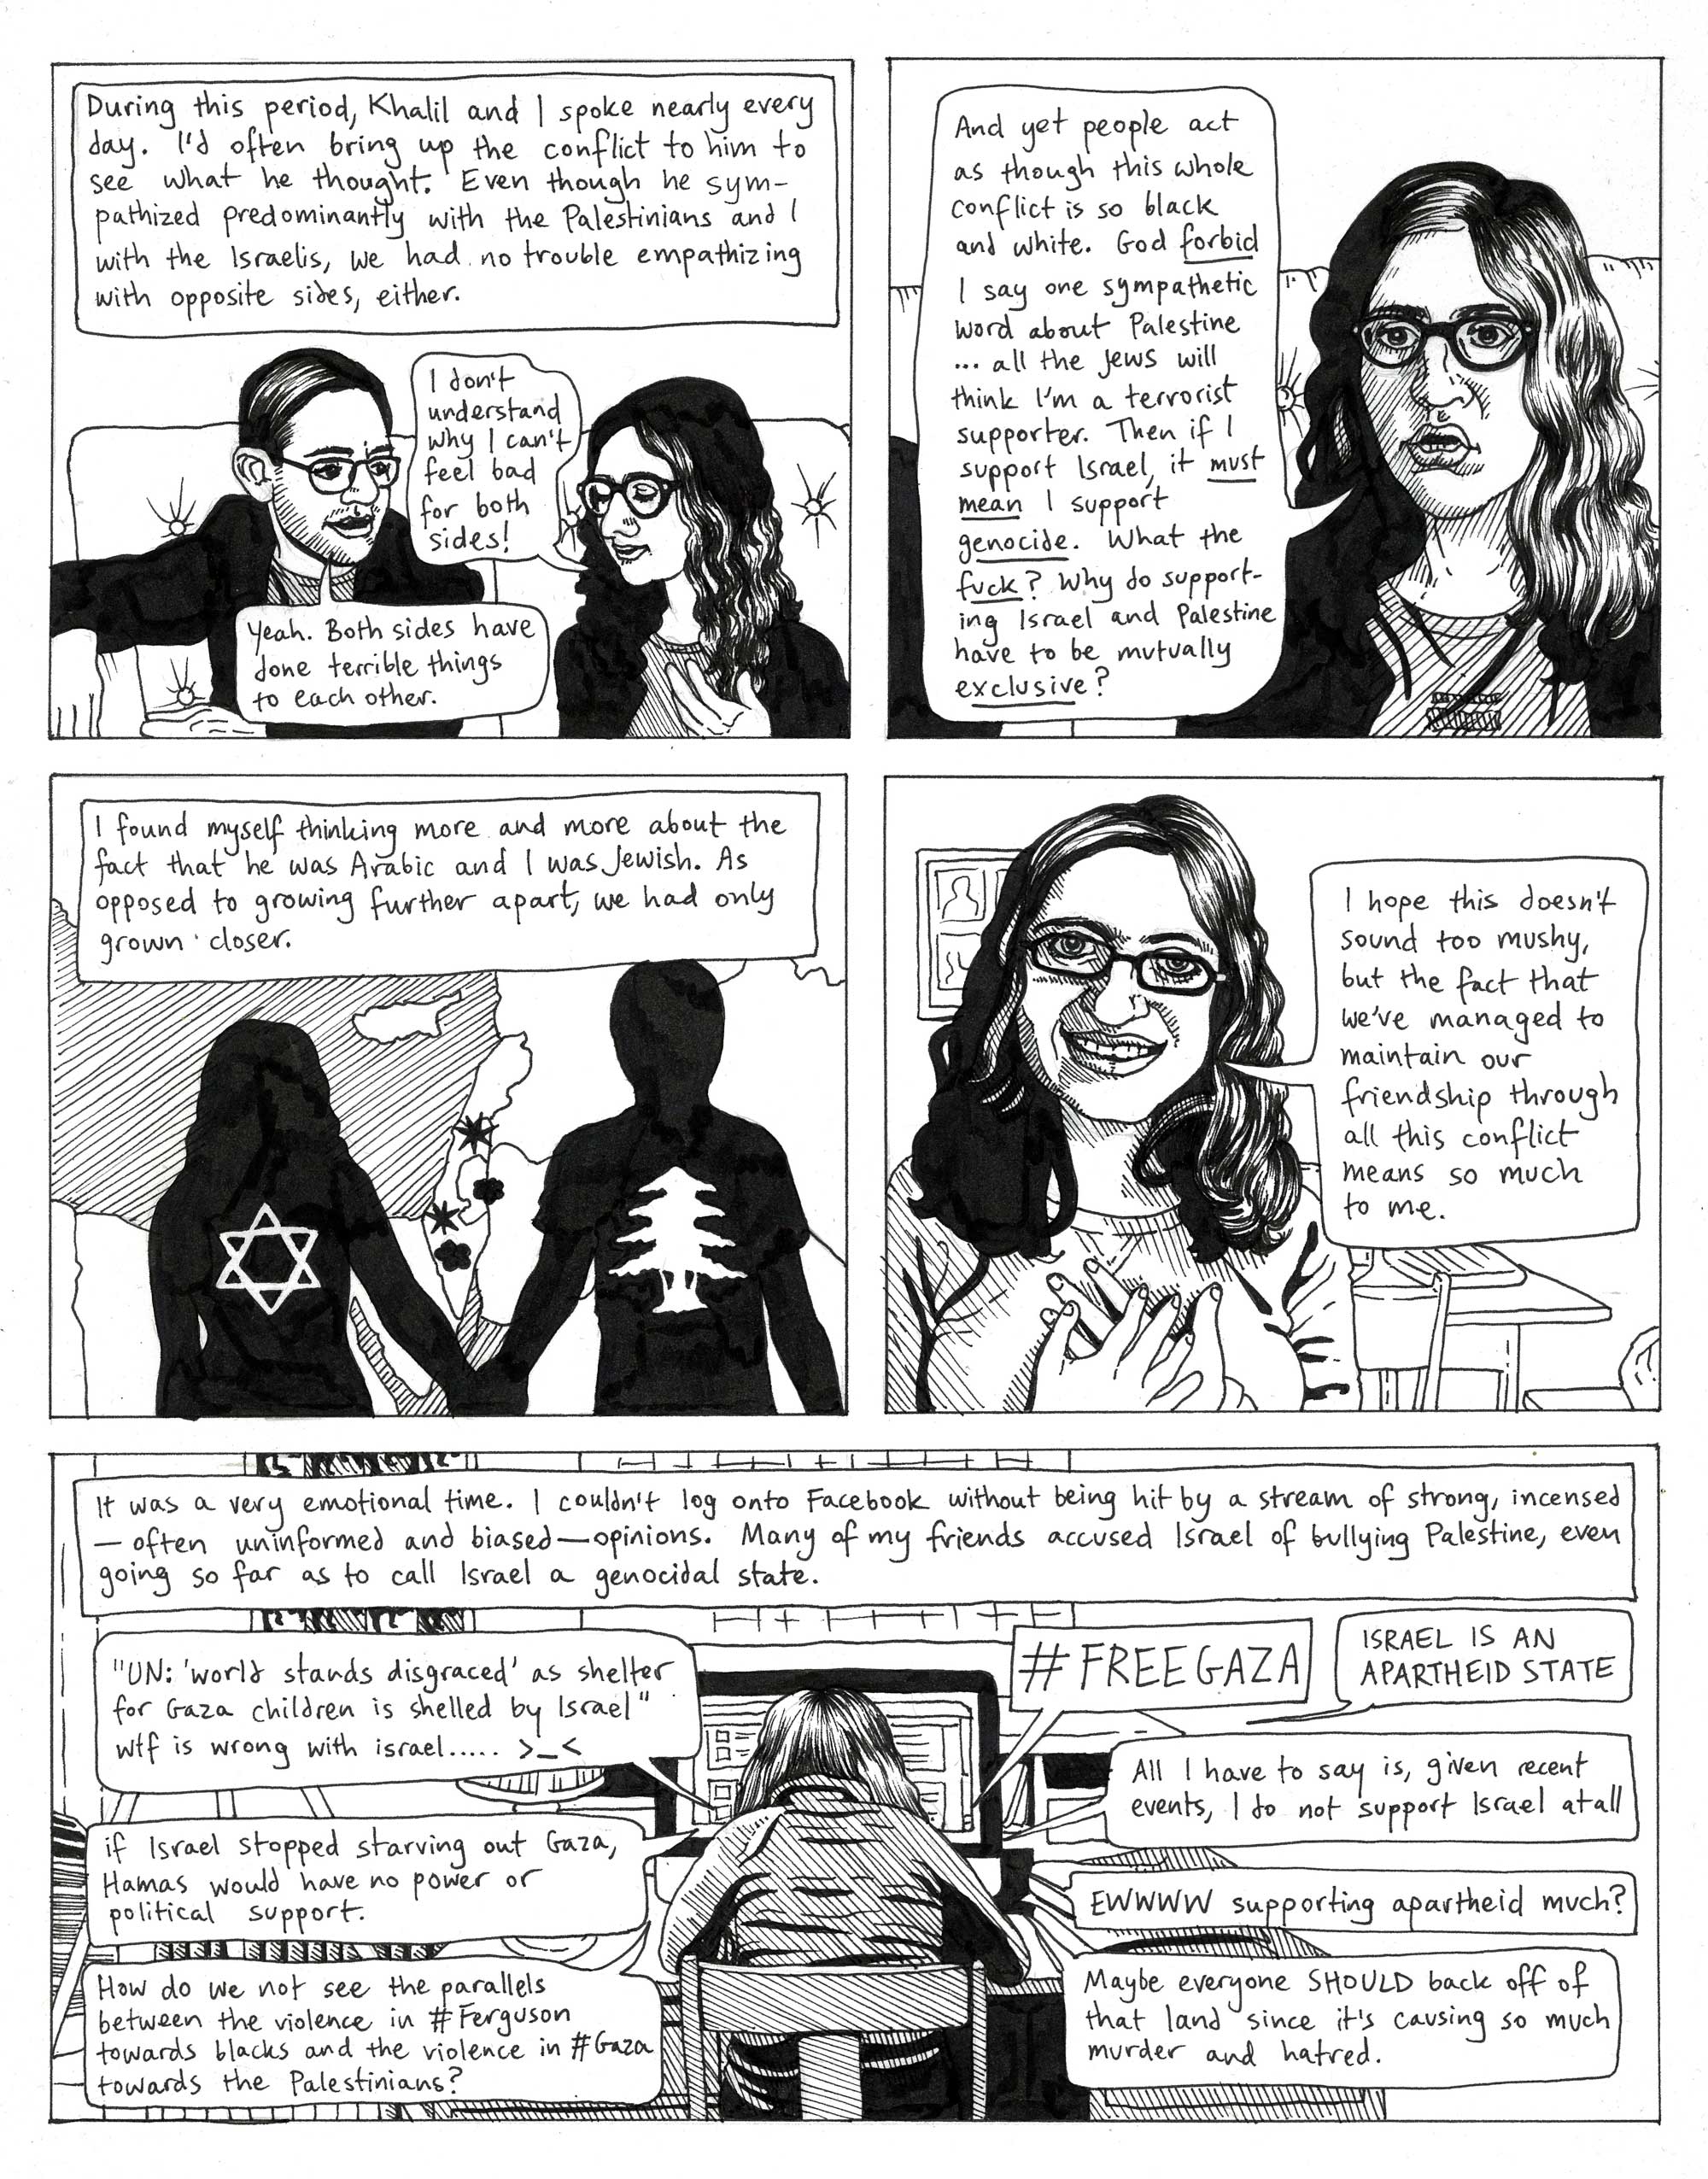 During this period, Khalil and I spoke nearly every
day. I'd often bring up the conflict to him to
see what he thought. Even though he sym-
pathized predominantly with the Palestinians and I
with the Israelis, we had no trouble empathizing
with opposite sides, either.
I don't
understand
why I can't
feel bad
for both
sides!
Yeah. Both sides have
done terrible things
to each other.
And yet people act
as though this whole
conflict is so black
and white. God forbid
I say one sympathetic
word about Palestine
... all the Jews will
think I'm a terrorist
supporter. Then if I
support Israel, it must
mean I support
genocide. What the
fuck? Why do support-
ing Israel and Palestine
have to be mutually
exclusive?
I found myself thinking more and more about the
fact that he was Arabic and I was Jewish. As
opposed to growing further apart, we had only
grown closer.
I hope this doesn't
sound too mushy,
but the fact that
we've managed to
maintain our
friendship through
all this conflict
means so much
to me.
It was a very emotional time. I couldn't log onto Facebook without being hit by a stream of strong, incensed
— often uninformed and biased — opinions. Many of my friends accused Israel of bullying Palestine, even
going so far as to call Israel a genocidal state.
"UN: 'world stands disgraced' as shelter
for Gaza children is shelled by Israel"
wtf is wrong with israel..... >_<
if Israel stopped starving out Gaza,
Hamas would have no power or
political support.
How do we not see the parallels
between the violence in #Ferguson
towards blacks and the violence in #Gaza
towards the Palestinians?
#FREEGAZA
ISRAEL IS AN
APARTHEID STATE
All I have to say is, given recent
events, I do not support Israel at all
EWWWW supporting apartheid much?
Maybe everyone SHOULD back off of
that land since it's causing so much
murder and hatred.